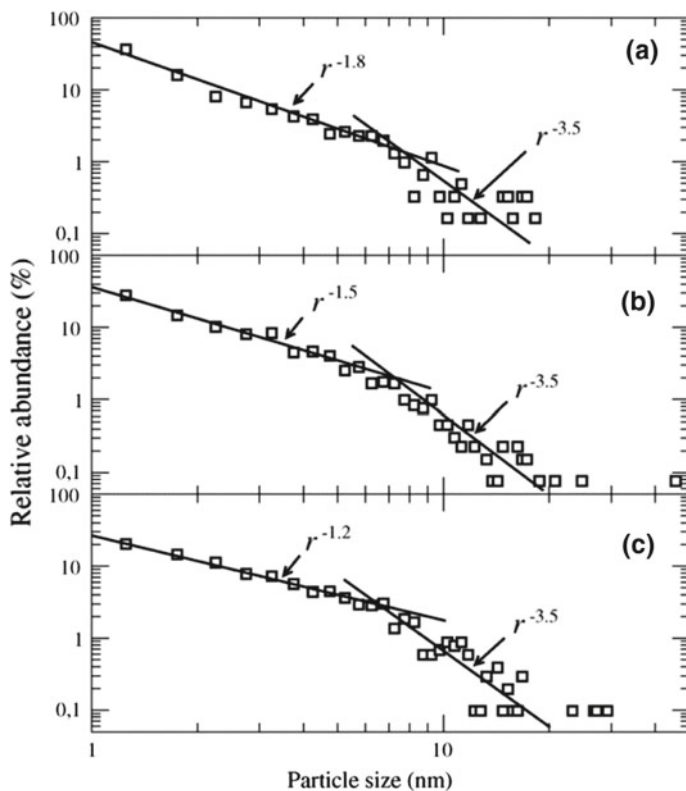 Relative abundance (%)
100
(a)
r^-1.8
10
r^-3.5
1
0,1
100
(b)
r^-1.5
10
r^-3.5
1
0,1
100
(c)
r^-1.2
10
r^-3.5
1
0,1
1
10
Particle size (nm)